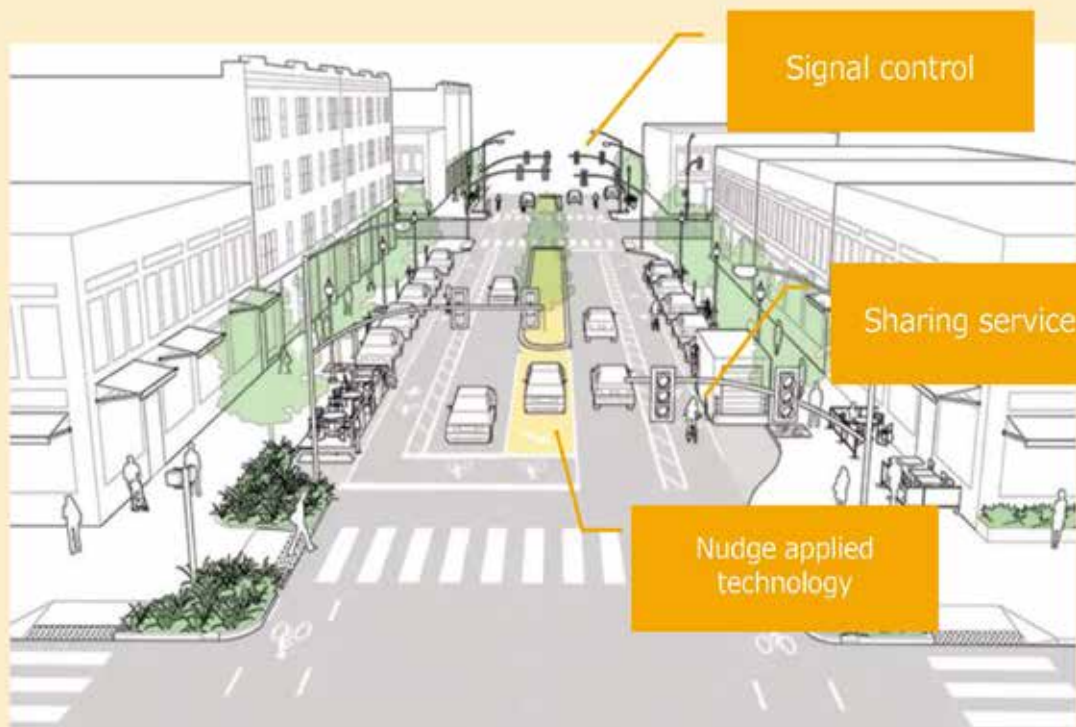 Signal control
Sharing service
Nudge applied
technology